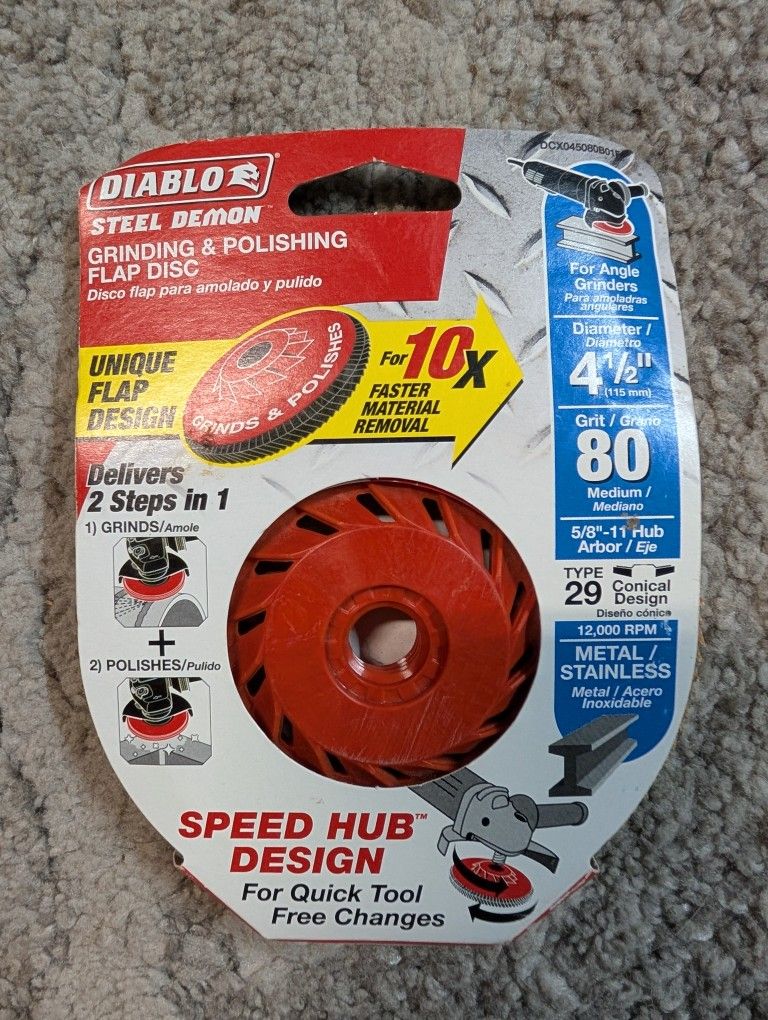 DIABLO
STEEL DEMON™
GRINDING & POLISHING
FLAP DISC
Disco flap para amolado y pulido
UNIQUE
FLAP
DESIGN
GRINDS & POLISHES
For 10X
FASTER
MATERIAL
REMOVAL
Delivers
2 Steps in 1
1) GRINDS/Amole
+
2) POLISHES/Pulido
SPEED HUB™
DESIGN
For Quick Tool
Free Changes
For Angle
Grinders
Para amoladoras
angulares
Diameter /
Diámetro
4 1/2"
(115 mm)
Grit / Grano
80
Medium /
Mediano
5/8"-11 Hub
Arbor / Eje
TYPE
29
Conical
Design
Diseño cónico
12,000 RPM
METAL /
STAINLESS
Metal / Acero
Inoxidable